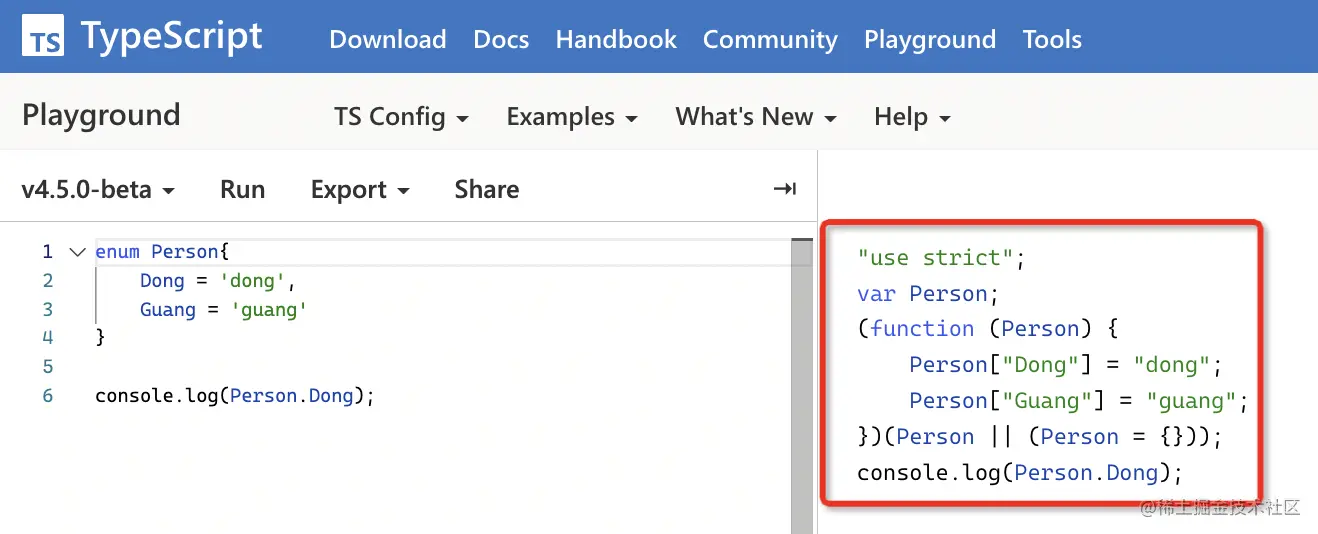 TS TypeScript Download Docs Handbook Community Playground Tools
Playground TS Config Examples What's New Help
v4.5.0-beta Run Export Share
1 enum Person{
2     Dong = 'dong',
3     Guang = 'guang'
4 }
5
6 console.log(Person.Dong);
"use strict";
var Person;
(function (Person) {
    Person["Dong"] = "dong";
    Person["Guang"] = "guang";
})(Person || (Person = {}));
console.log(Person.Dong);
@稀土掘金技术社区